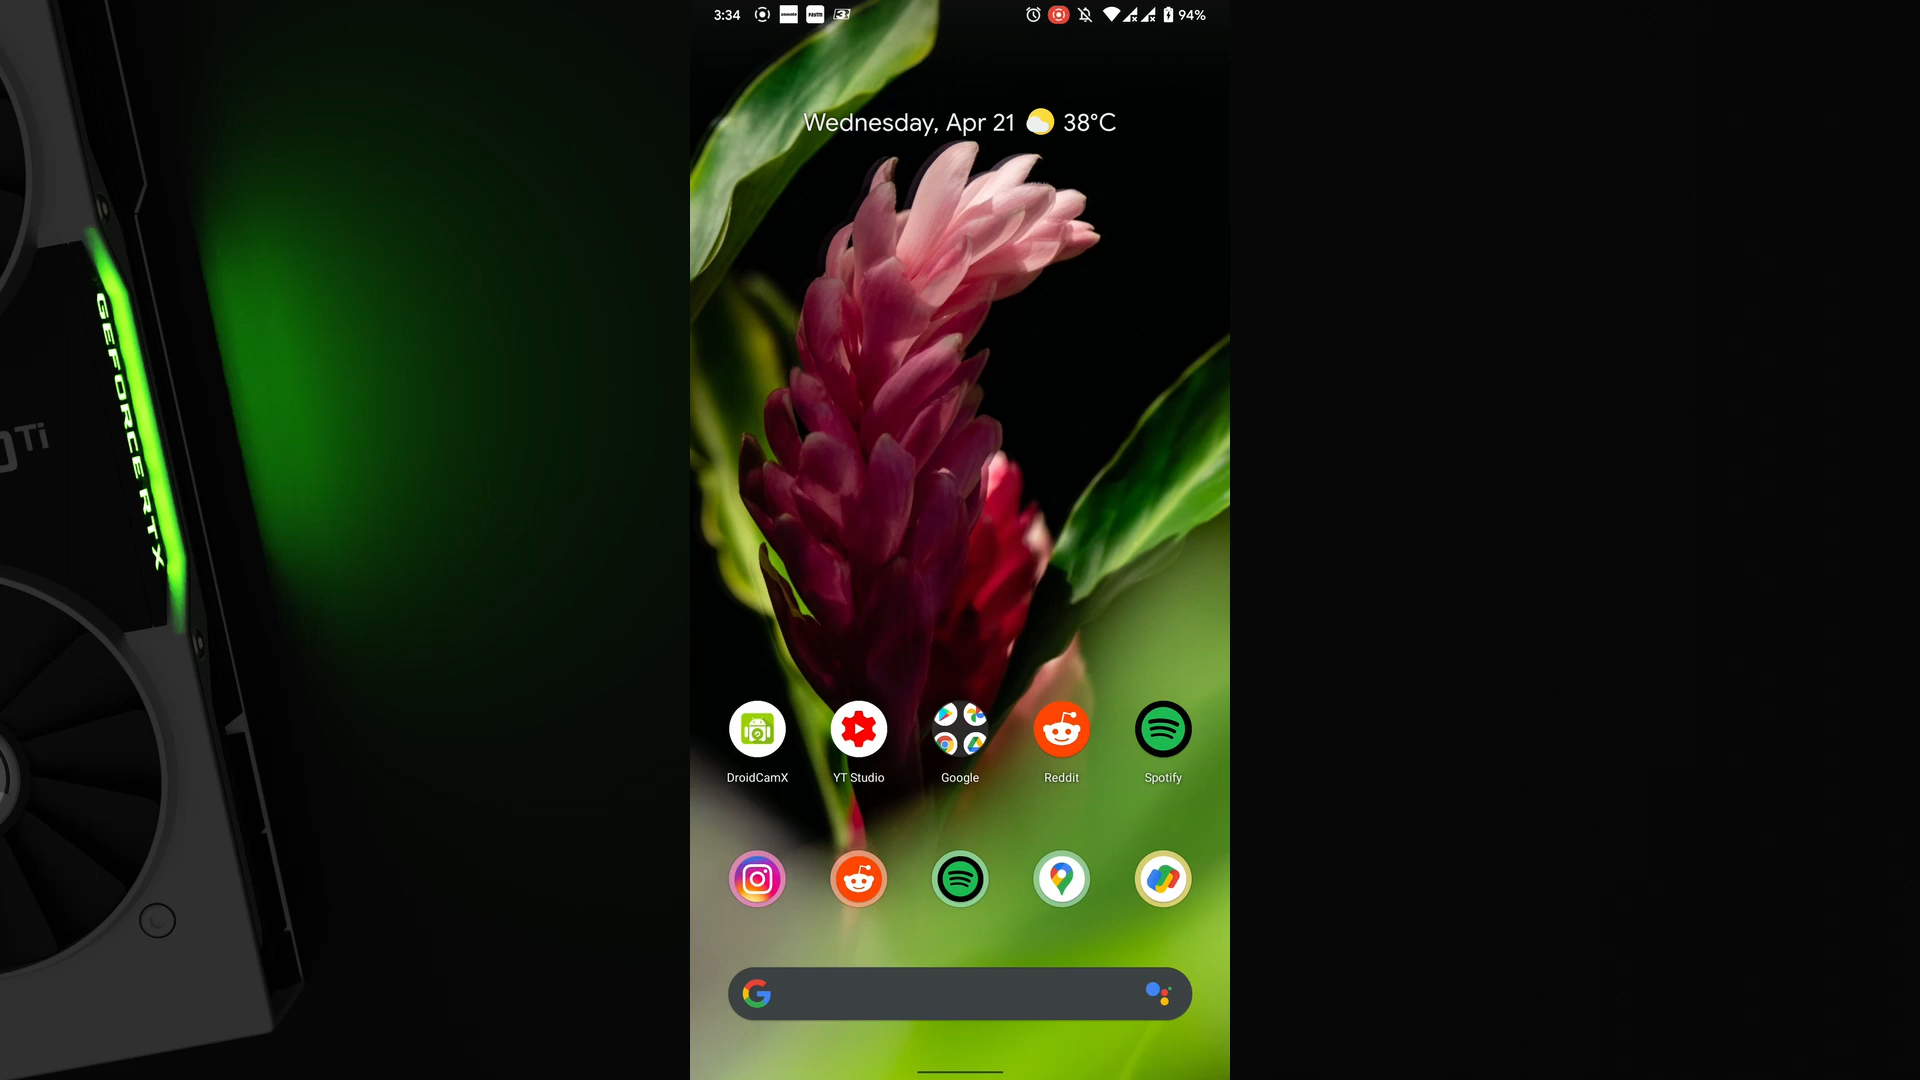 3:34
94%
Wednesday, Apr 21 38°C
GEFORCE RTX
Ti
DroidCamX
YT Studio
Google
Reddit
Spotify